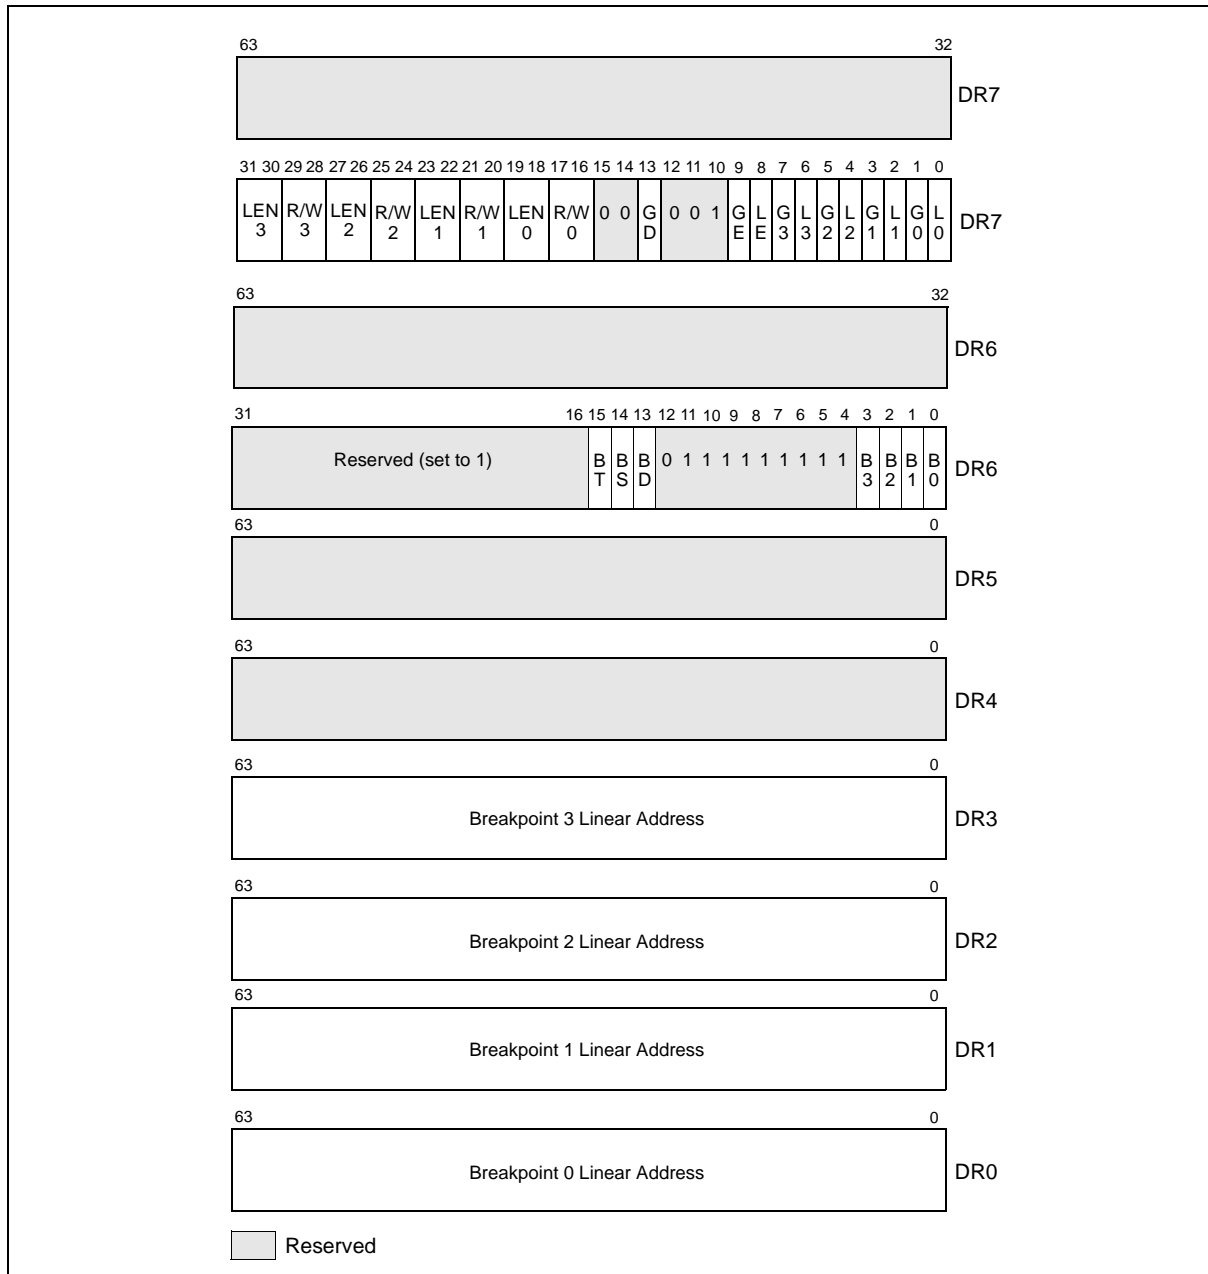 63 32
DR7
31 30 29 28 27 26 25 24 23 22 21 20 19 18 17 16 15 14 13 12 11 10 9 8 7 6 5 4 3 2 1 0
LEN R/W LEN R/W LEN R/W LEN R/W 0 0 G 0 0 1 G L G L G L G L G L
3 3 2 2 1 1 0 0 D E E 3 3 2 2 1 1 0 0
DR7
63 32
DR6
31 16 15 14 13 12 11 10 9 8 7 6 5 4 3 2 1 0
Reserved (set to 1) B B B 0 1 1 1 1 1 1 1 1 B B B B
T S D 3 2 1 0
DR6
63 0
DR5
63 0
DR4
63 0
Breakpoint 3 Linear Address DR3
63 0
Breakpoint 2 Linear Address DR2
63 0
Breakpoint 1 Linear Address DR1
63 0
Breakpoint 0 Linear Address DR0
Reserved